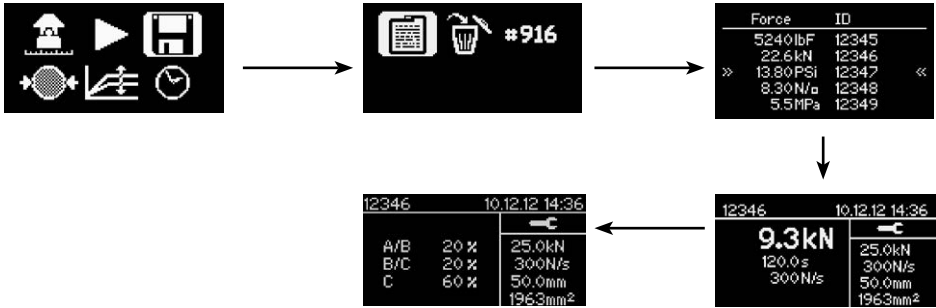 #916
Force ID
5240lbF 12345
22.6kN 12346
» 13.80PSi 12347 «
8.30N/◘ 12348
5.5MPa 12349
12346 10.12.12 14:36
9.3kN
120.0s
300N/s
25.0kN
300N/s
50.0mm
1963mm²
12346 10.12.12 14:36
A/B 20%
B/C 20%
C 60%
25.0kN
300N/s
50.0mm
1963mm²